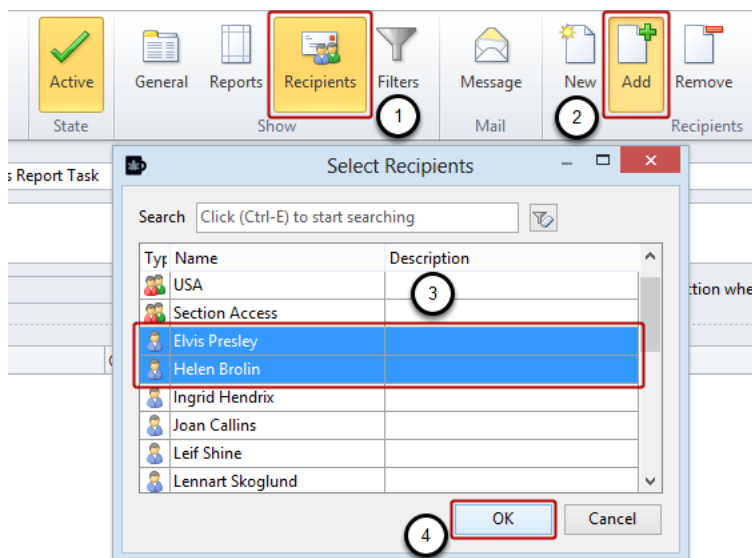 Active
General
Reports
Recipients
Filters
Message
New
Add
Remove
1
2
State
Show
Mail
Recipients
s Report Task
Select Recipients
Search
Click (Ctrl-E) to start searching
Typ Name Description
USA
3
tion whe
Section Access
Elvis Presley
Helen Brolin
Ingrid Hendrix
Joan Callins
Leif Shine
Lennart Skoglund
OK
Cancel
4